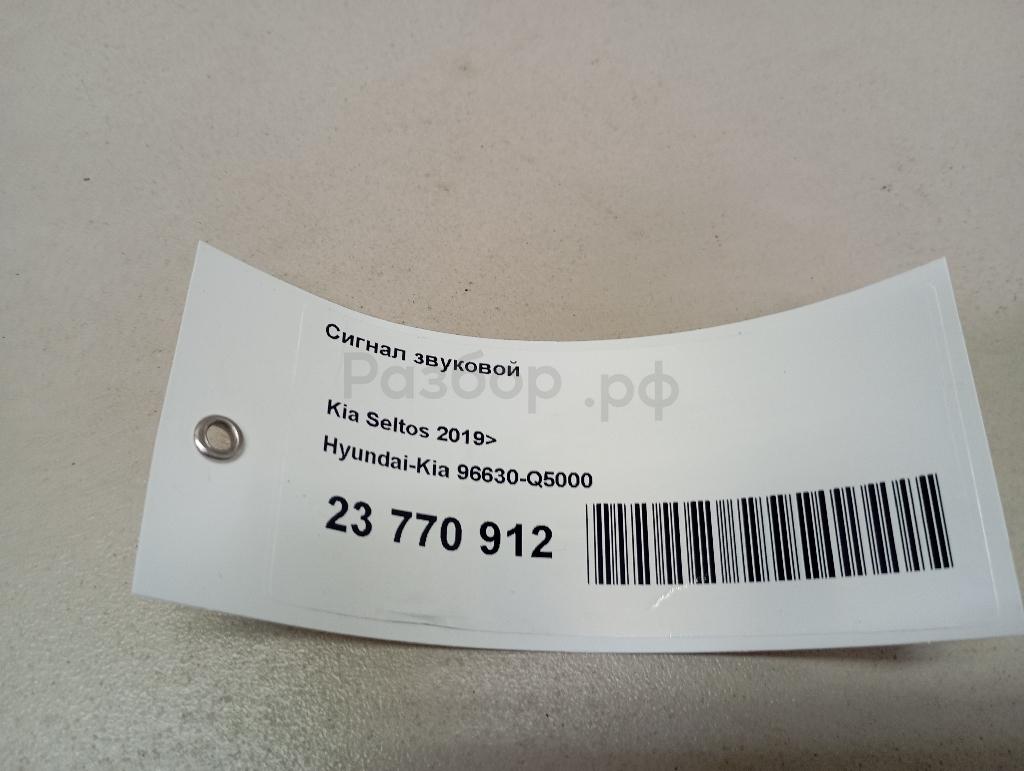 Сигнал звуковой
Разбор.рф
Kia Seltos 2019>
Hyundai-Kia 96630-Q5000
23 770 912